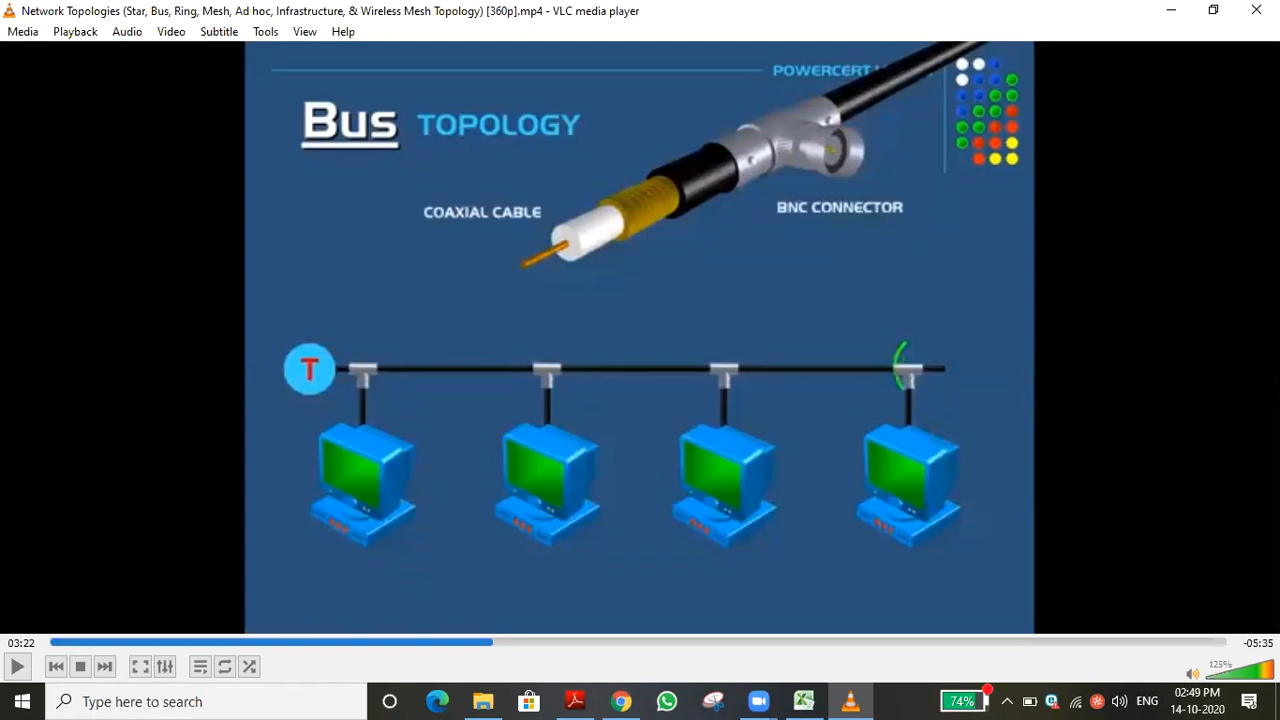 Network Topologies (Star, Bus, Ring, Mesh, Ad hoc, Infrastructure, & Wireless Mesh Topology) [360p].mp4 - VLC media player
Media Playback Audio Video Subtitle Tools View Help
POWERCERT
Bus TOPOLOGY
COAXIAL CABLE
BNC CONNECTOR
T
03:22
-05:35
125%
Type here to search
74%
ENG
02:49 PM
14-10-2020